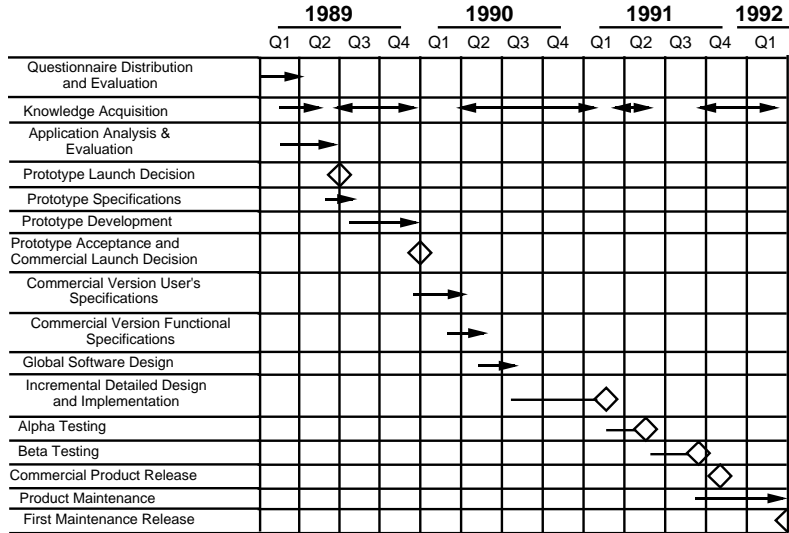 1989 1990 1991 1992
Q1 Q2 Q3 Q4 Q1 Q2 Q3 Q4 Q1 Q2 Q3 Q4 Q1
Questionnaire Distribution
and Evaluation
Knowledge Acquisition
Application Analysis &
Evaluation
Prototype Launch Decision
Prototype Specifications
Prototype Development
Prototype Acceptance and
Commercial Launch Decision
Commercial Version User's
Specifications
Commercial Version Functional
Specifications
Global Software Design
Incremental Detailed Design
and Implementation
Alpha Testing
Beta Testing
Commercial Product Release
Product Maintenance
First Maintenance Release